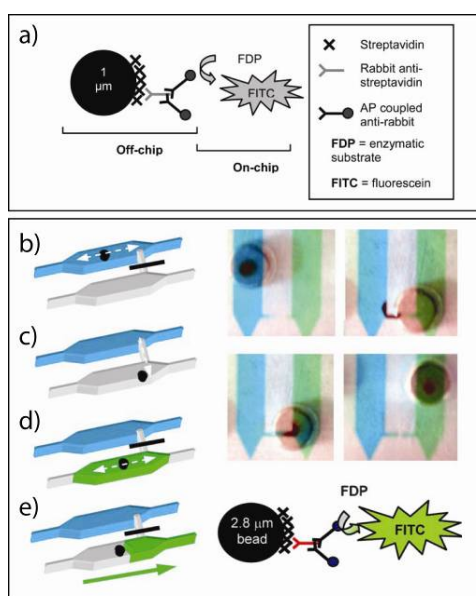 a)
1
μm
FDP
FITC
Off-chip
On-chip
Streptavidin
Rabbit anti-
streptavidin
AP coupled
anti-rabbit
FDP = enzymatic
substrate
FITC = fluorescein
b)
c)
d)
e)
2.8 μm
bead
FDP
FITC